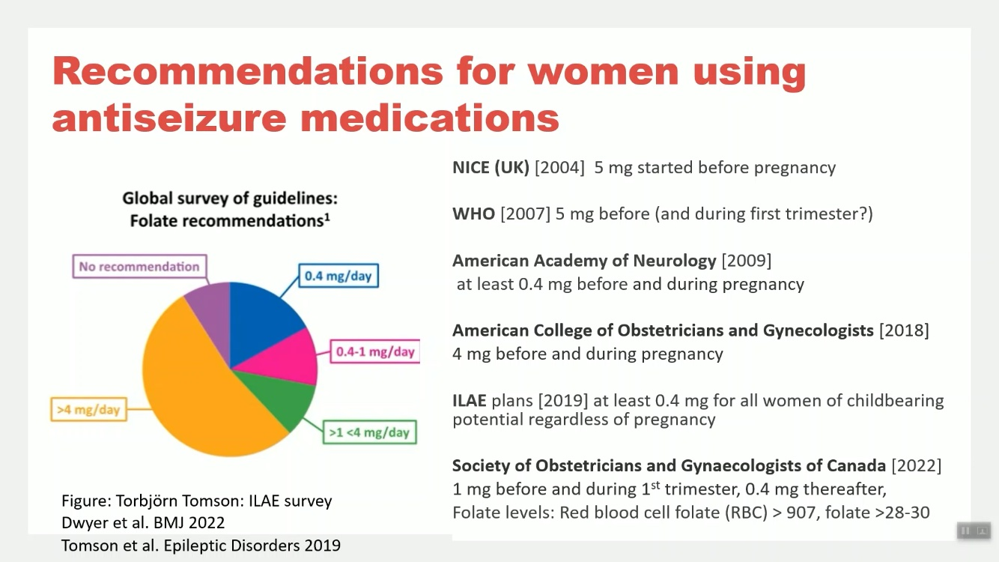 Recommendations for women using
antiseizure medications
Global survey of guidelines:
Folate recommendations¹
No recommendation
0.4 mg/day
0.4-1 mg/day
>4 mg/day
>1 <4 mg/day
Figure: Torbjörn Tomson: ILAE survey
Dwyer et al. BMJ 2022
Tomson et al. Epileptic Disorders 2019
NICE (UK) [2004]  5 mg started before pregnancy
WHO [2007] 5 mg before (and during first trimester?)
American Academy of Neurology [2009]
at least 0.4 mg before and during pregnancy
American College of Obstetricians and Gynecologists [2018]
4 mg before and during pregnancy
ILAE plans [2019] at least 0.4 mg for all women of childbearing
potential regardless of pregnancy
Society of Obstetricians and Gynaecologists of Canada [2022]
1 mg before and during 1st trimester, 0.4 mg thereafter,
Folate levels: Red blood cell folate (RBC) > 907, folate >28-30